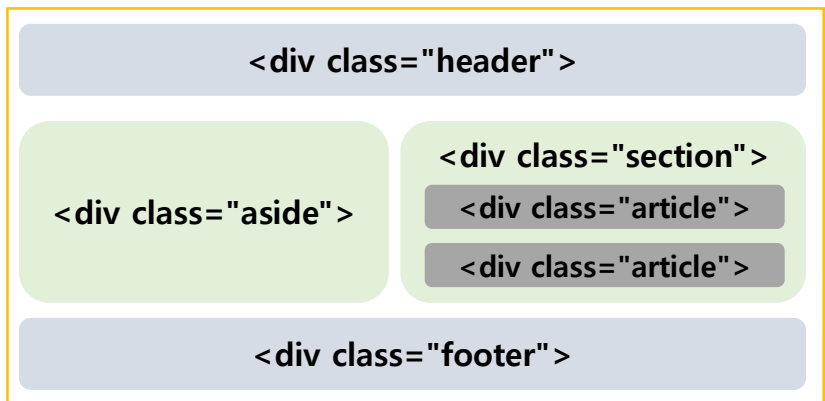 <div class="header">
<div class="aside">
<div class="section">
<div class="article">
<div class="article">
<div class="footer">